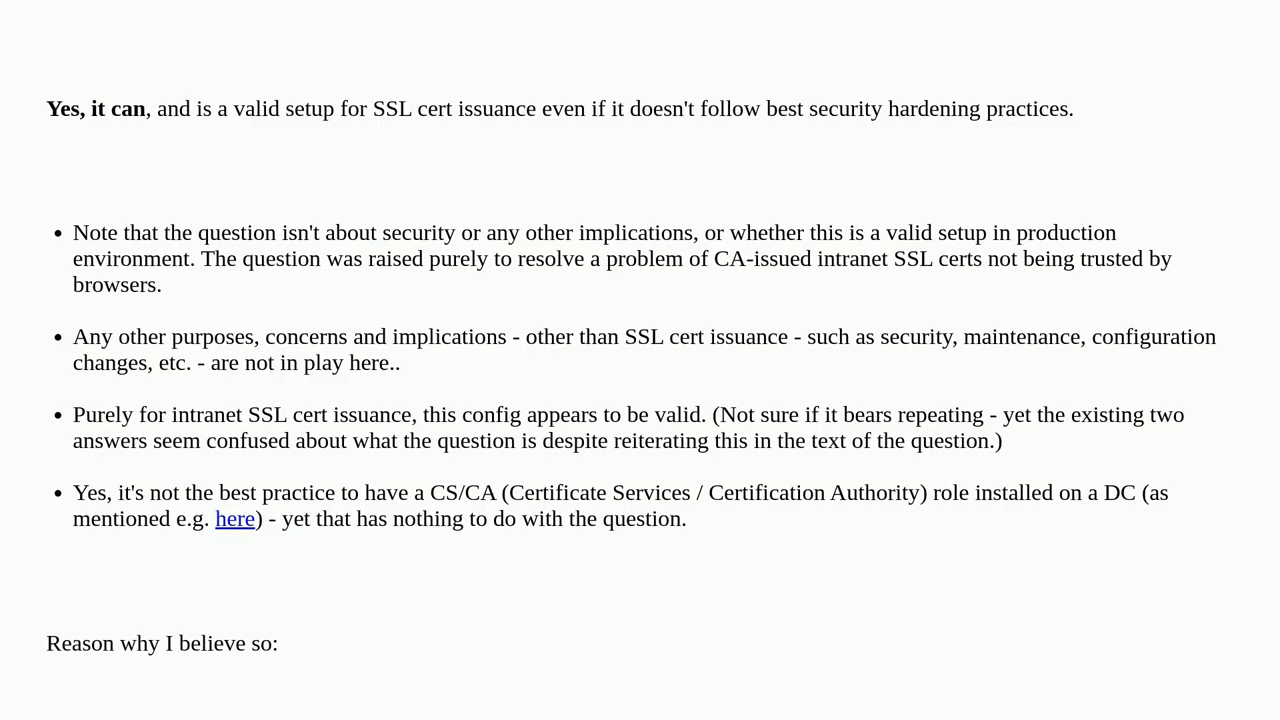 Yes, it can, and is a valid setup for SSL cert issuance even if it doesn't follow best security hardening practices.
• Note that the question isn't about security or any other implications, or whether this is a valid setup in production
environment. The question was raised purely to resolve a problem of CA-issued intranet SSL certs not being trusted by
browsers.
• Any other purposes, concerns and implications - other than SSL cert issuance - such as security, maintenance, configuration
changes, etc. - are not in play here..
• Purely for intranet SSL cert issuance, this config appears to be valid. (Not sure if it bears repeating - yet the existing two
answers seem confused about what the question is despite reiterating this in the text of the question.)
• Yes, it's not the best practice to have a CS/CA (Certificate Services / Certification Authority) role installed on a DC (as
mentioned e.g. here) - yet that has nothing to do with the question.
Reason why I believe so: